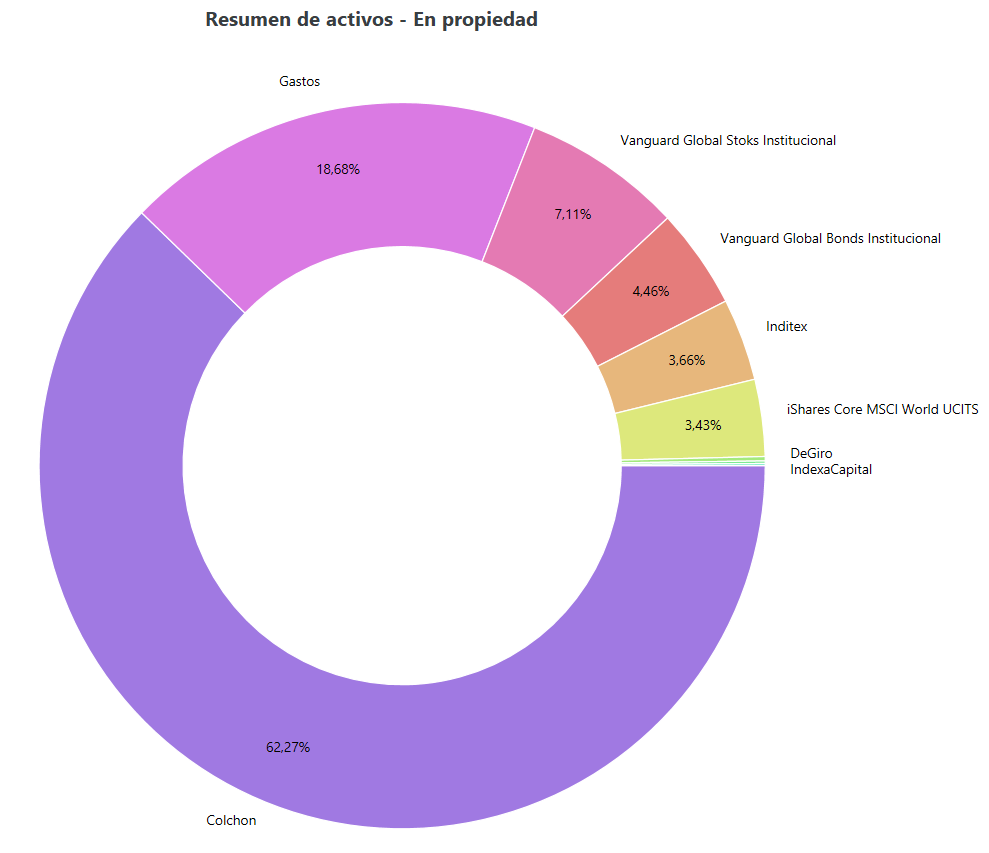 Resumen de activos - En propiedad
Gastos
Vanguard Global Stoks Institucional
18,68%
7,11%
Vanguard Global Bonds Institucional
4,46%
Inditex
3,66%
iShares Core MSCI World UCITS
3,43%
DeGiro
IndexaCapital
62,27%
Colchon